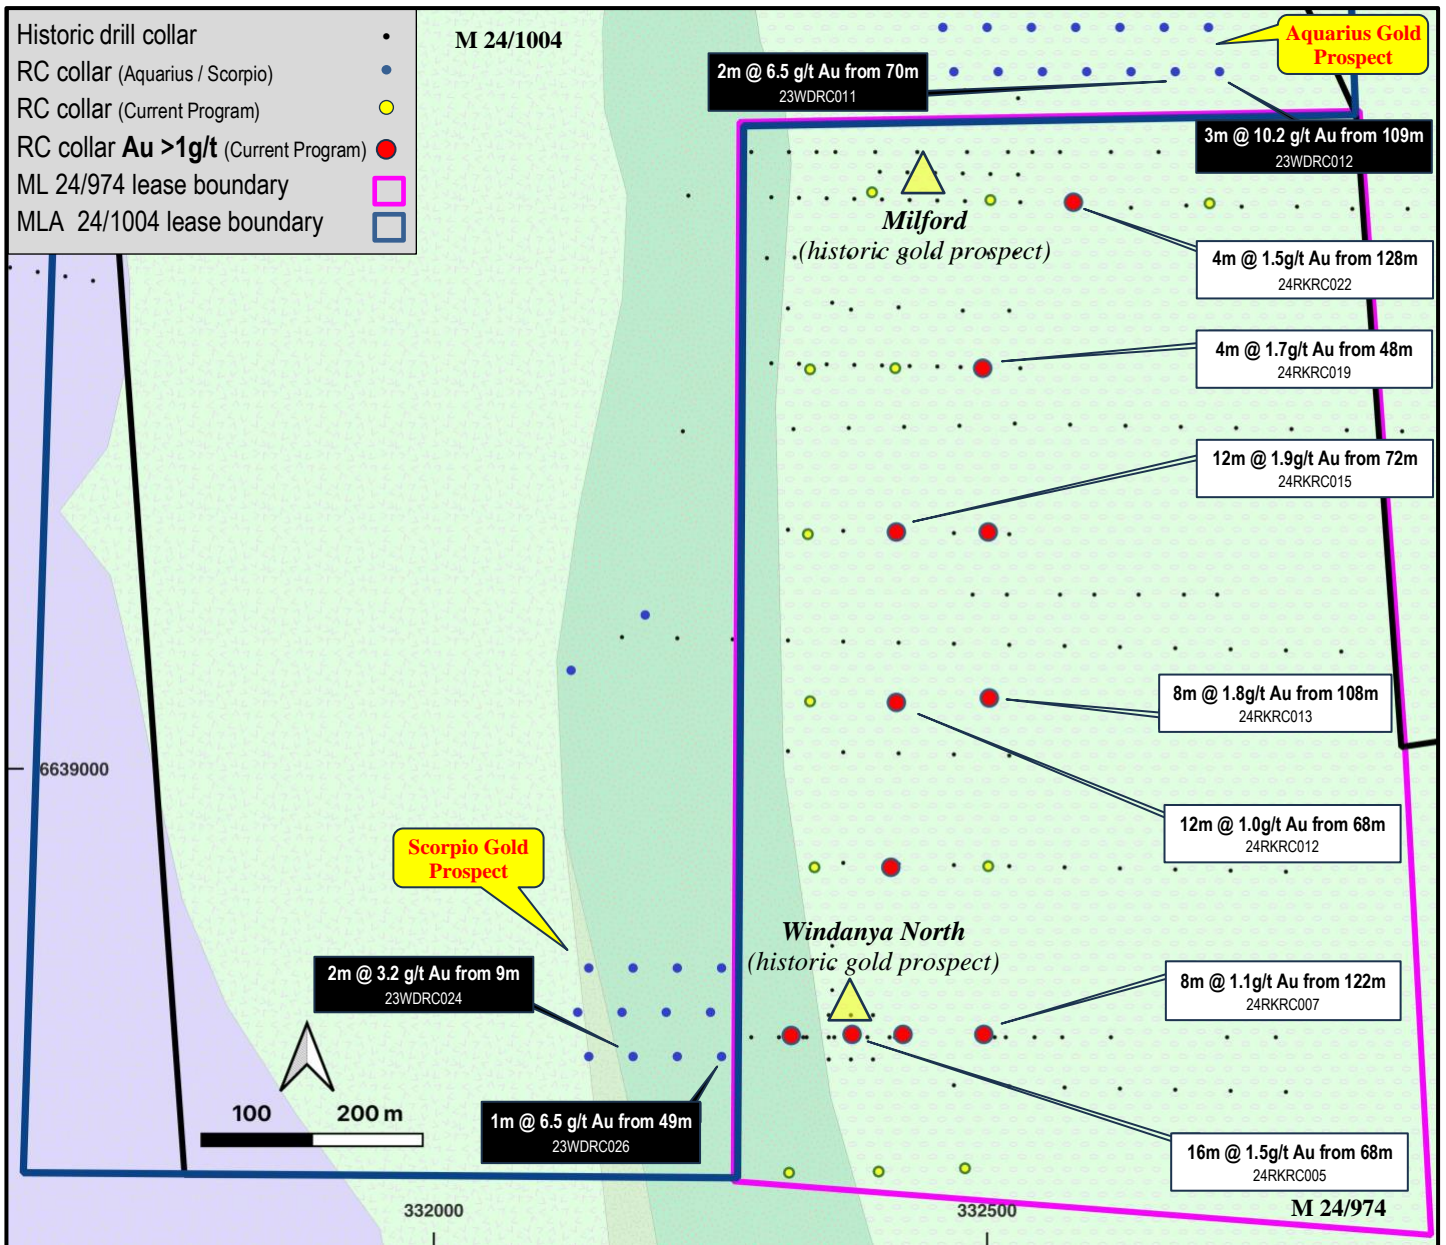 Historic drill collar
RC collar (Aquarius / Scorpio)
RC collar (Current Program)
RC collar Au >1g/t (Current Program)
ML 24/974 lease boundary
MLA 24/1004 lease boundary
M 24/1004
Aquarius Gold
Prospect
2m @ 6.5 g/t Au from 70m
23WDRC011
3m @ 10.2 g/t Au from 109m
23WDRC012
Milford
(historic gold prospect)
4m @ 1.5g/t Au from 128m
24RKRC022
4m @ 1.7g/t Au from 48m
24RKRC019
12m @ 1.9g/t Au from 72m
24RKRC015
8m @ 1.8g/t Au from 108m
24RKRC013
6639000
12m @ 1.0g/t Au from 68m
24RKRC012
Scorpio Gold
Prospect
Windanya North
(historic gold prospect)
2m @ 3.2 g/t Au from 9m
23WDRC024
8m @ 1.1g/t Au from 122m
24RKRC007
100 200 m
1m @ 6.5 g/t Au from 49m
23WDRC026
16m @ 1.5g/t Au from 68m
24RKRC005
332000
332500
M 24/974